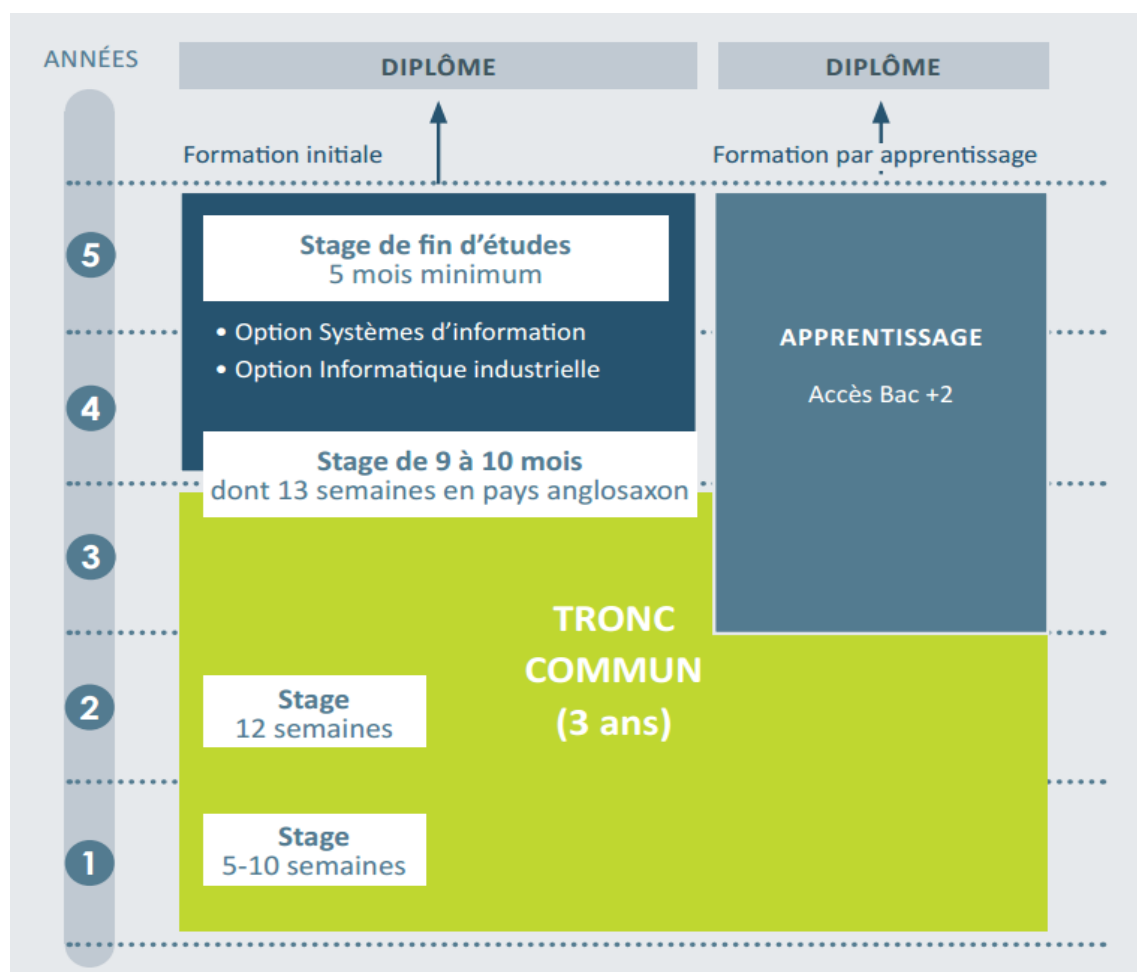 ANNÉES
DIPLÔME
DIPLÔME
Formation initiale
Formation par apprentissage
5
Stage de fin d’études
5 mois minimum
• Option Systèmes d’information
• Option Informatique industrielle
APPRENTISSAGE
Accès Bac +2
4
Stage de 9 à 10 mois
dont 13 semaines en pays anglosaxon
3
TRONC
COMMUN
(3 ans)
2
Stage
12 semaines
1
Stage
5-10 semaines